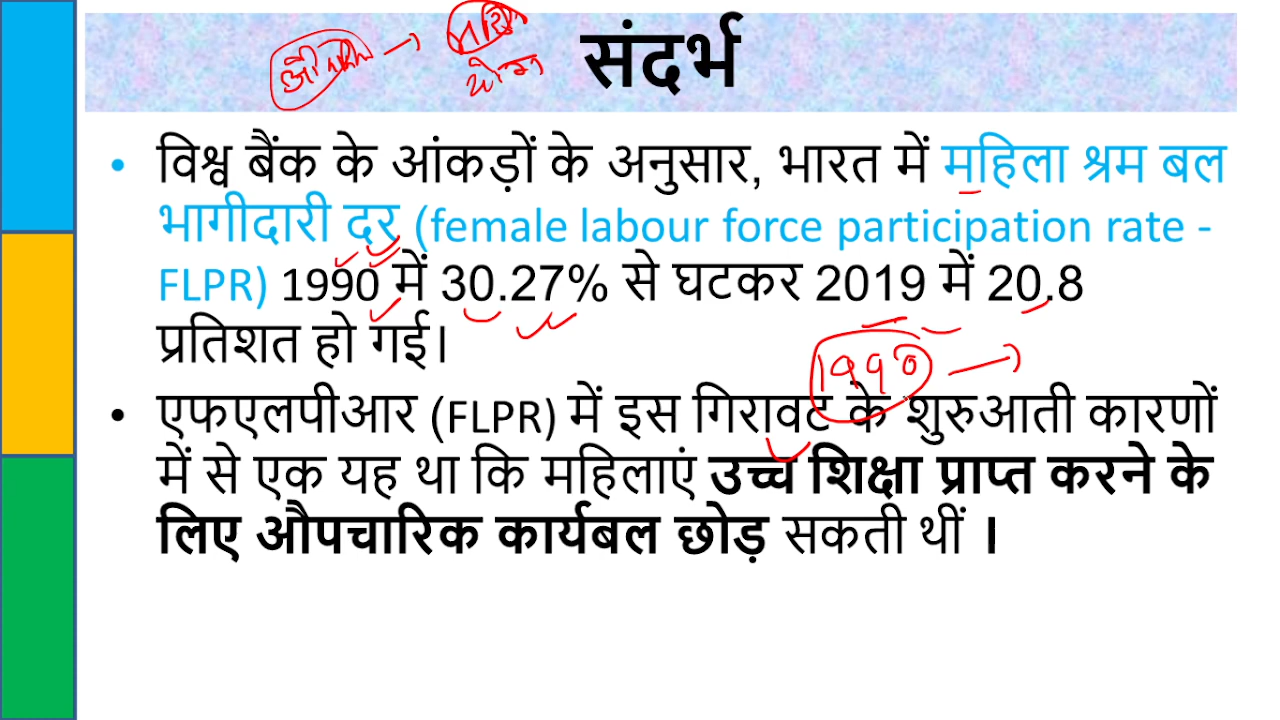 संदर्भ
• विश्व बैंक के आंकड़ों के अनुसार, भारत में महिला श्रम बल
भागीदारी दर (female labour force participation rate -
FLPR) 1990 में 30.27% से घटकर 2019 में 20.8
प्रतिशत हो गई।
1990
• एफएलपीआर (FLPR) में इस गिरावट के शुरुआती कारणों
में से एक यह था कि महिलाएं उच्च शिक्षा प्राप्त करने के
लिए औपचारिक कार्यबल छोड़ सकती थीं ।